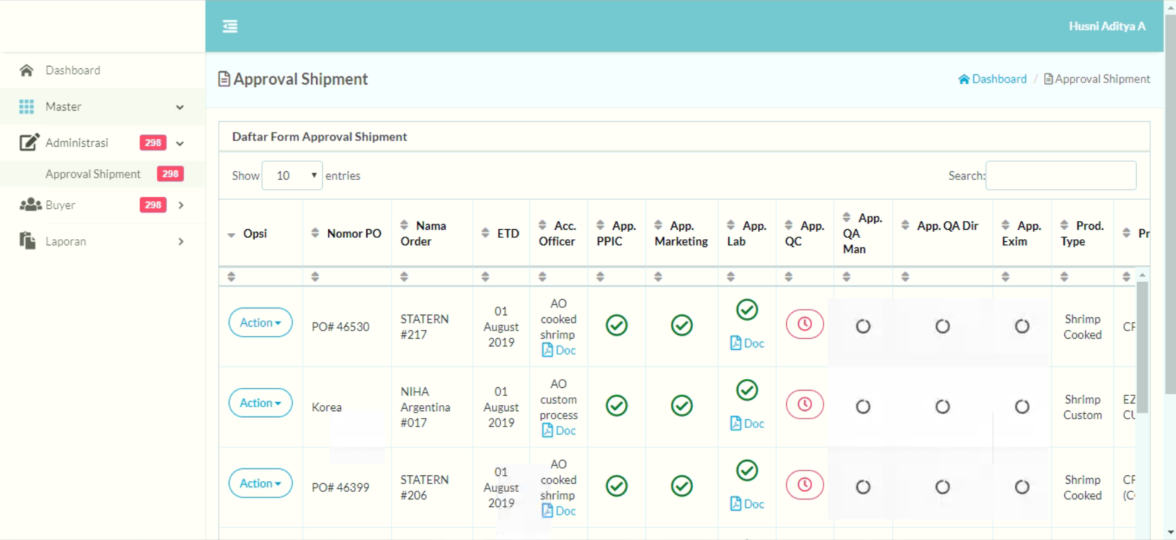 Husni Aditya A
Dashboard
Master
Administrasi 298
Approval Shipment 298
Buyer 298
Laporan
Approval Shipment
Dashboard / Approval Shipment
Daftar Form Approval Shipment
Show 10 entries
Search:
Opsi
Nomor PO
Nama
Order
ETD
Acc.
Officer
App.
PPIC
App.
Marketing
App.
Lab
App.
QC
App.
QA
Man
App. QA Dir
App.
Exim
Prod.
Type
Pr
Action
PO# 46530
STATERN
#217
01
August
2019
AO
cooked
shrimp
Doc
Doc
Shrimp
Cooked
CF
Action
Korea
NIHA
Argentina
#017
01
August
2019
AO
custom
process
Doc
Doc
Shrimp
Custom
EZ
Action
PO# 46399
STATERN
#206
01
August
2019
AO
cooked
shrimp
Doc
Doc
Shrimp
Cooked
CF